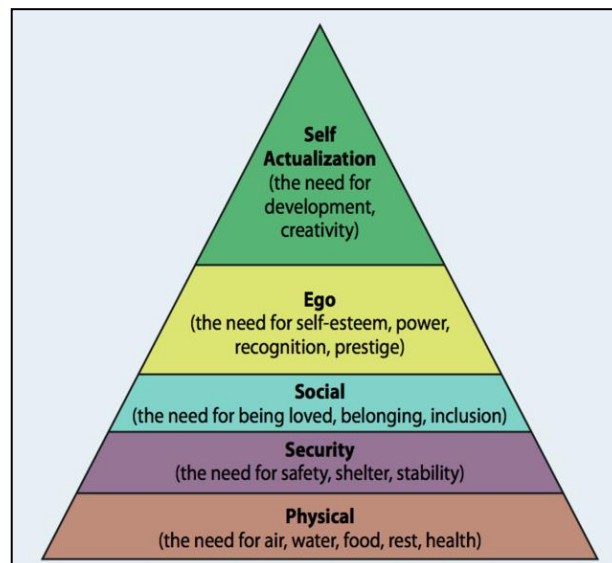 Self
Actualization
(the need for
development,
creativity)
Ego
(the need for self-esteem, power,
recognition, prestige)
Social
(the need for being loved, belonging, inclusion)
Security
(the need for safety, shelter, stability)
Physical
(the need for air, water, food, rest, health)